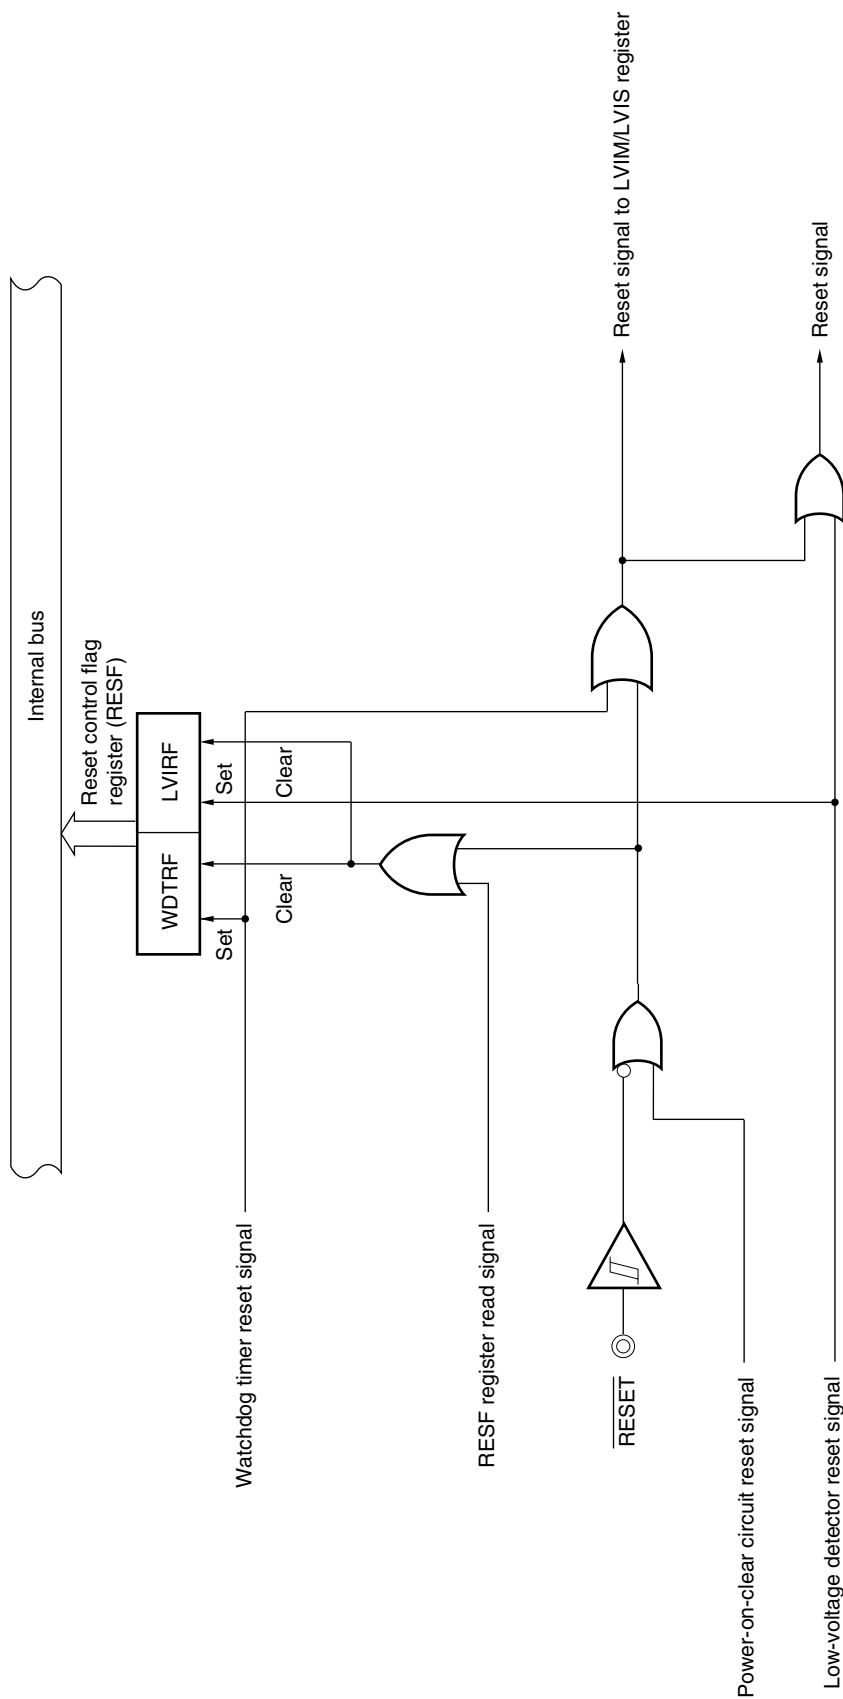 Internal bus
Reset control flag
register (RESF)
WDTRF
LVIRF
Set
Set
Clear
Clear
Watchdog timer reset signal
RESF register read signal
RESET
Power-on-clear circuit reset signal
Low-voltage detector reset signal
Reset signal to LVIM/LVIS register
Reset signal